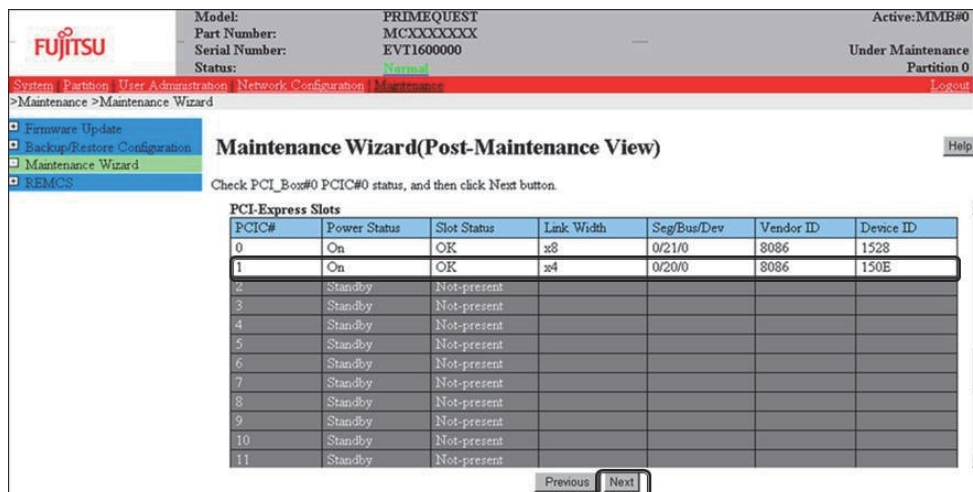 FUJITSU
Model: PRIMEQUEST Active:MMB#0
Part Number: MCXXXXXXX
Serial Number: EVT1600000 Under Maintenance
Status: Normal Partition 0
System | Partition | User Administration | Network Configuration | Maintenance Logout
>Maintenance >Maintenance Wizard
Firmware Update
Backup/Restore Configuration
Maintenance Wizard
REMCS
Maintenance Wizard(Post-Maintenance View) Help
Check PCI_Box#0 PCIC#0 status, and then click Next button.
PCI-Express Slots
PCIC# Power Status Slot Status Link Width Seg/Bus/Dev Vendor ID Device ID
0 On OK x8 0/21/0 8086 1528
1 On OK x4 0/20/0 8086 150E
2 Standby Not-present
3 Standby Not-present
4 Standby Not-present
5 Standby Not-present
6 Standby Not-present
7 Standby Not-present
8 Standby Not-present
9 Standby Not-present
10 Standby Not-present
11 Standby Not-present
Previous Next